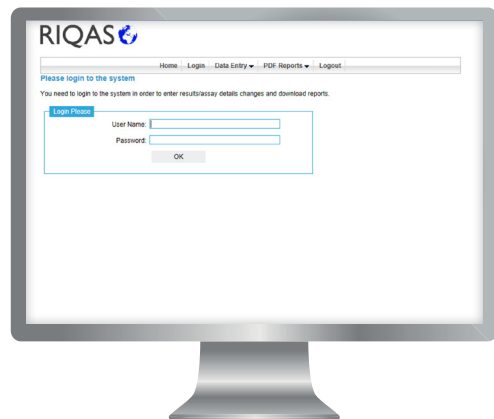 RIQAS
Home Login Data Entry PDF Reports Logout
Please login to the system
You need to login to the system in order to enter results/assay details changes and download reports.
Login Please
User Name:
Password:
OK